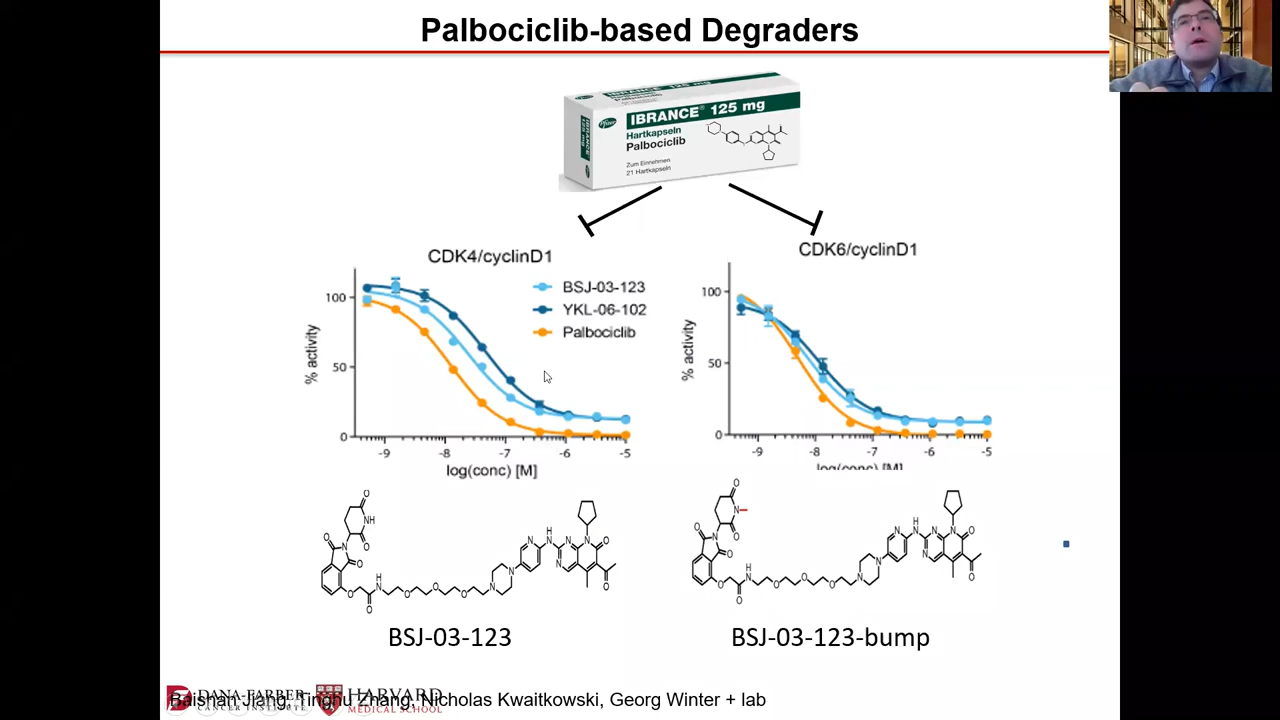 Palbociclib-based Degraders
IBRANCE® 125 mg
Hartkapseln
Palbociclib
Zum Einnehmen
21 Hartkapseln
Pfizer
CDK4/cyclinD1
BSJ-03-123
YKL-06-102
Palbociclib
% activity
100
50
0
-9 -8 -7 -6 -5
log(conc) [M]
CDK6/cyclinD1
% activity
100
50
0
-9 -8 -7 -6 -5
log(conc) [M]
O
NH
O
O
N
O
O
O
H
N
O
O
O
N
N
N
H
N
N
N
N
O
O
BSJ-03-123
O
N
O
O
N
O
O
O
H
N
O
O
O
N
N
N
H
N
N
N
N
O
O
BSJ-03-123-bump
DANA-FARBER
CANCER INSTITUTE
HARVARD
MEDICAL SCHOOL
Baishan Jiang, Tinghu Zhang, Nicholas Kwaitkowski, Georg Winter + lab